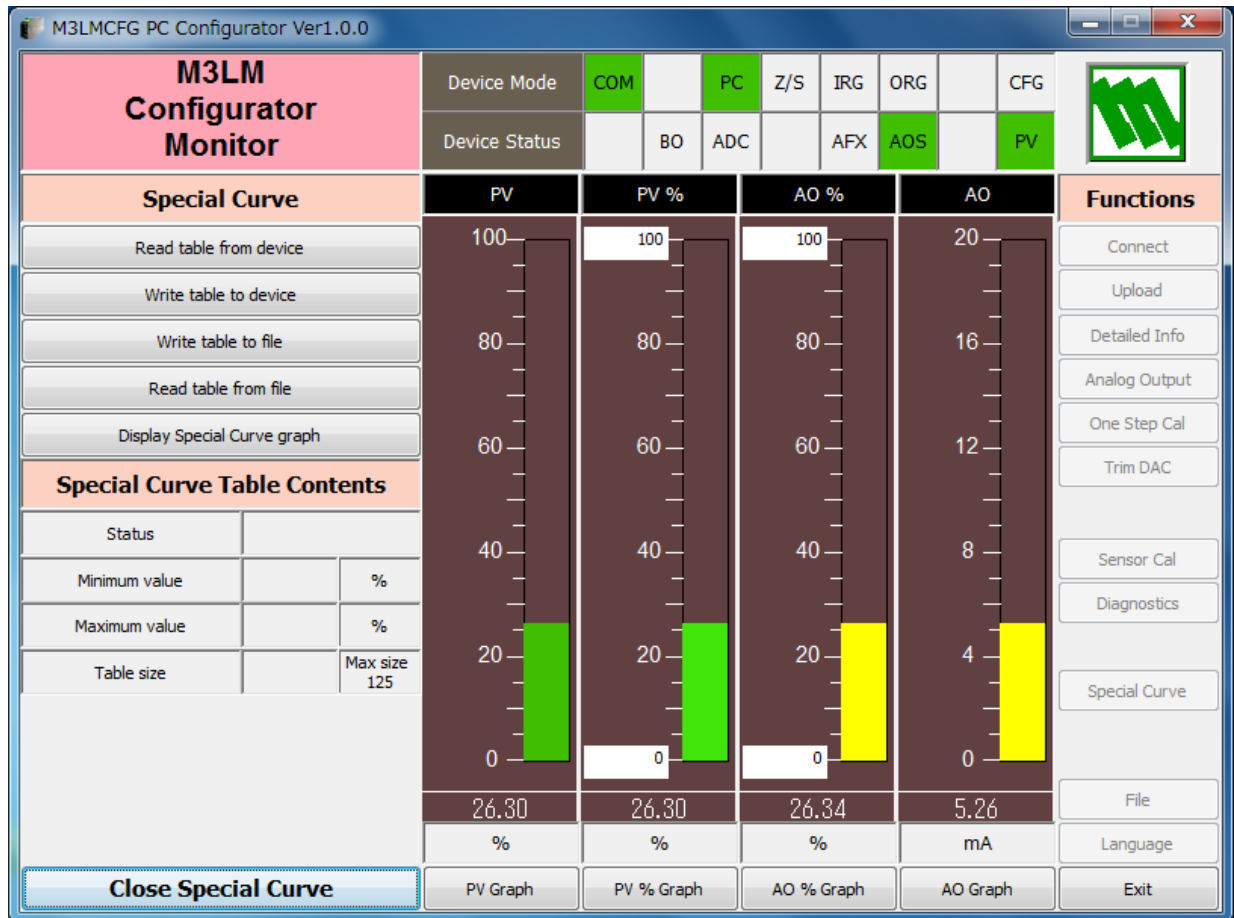 M3LMCFG PC Configurator Ver1.0.0
M3LM
Configurator
Monitor
Device Mode COM PC Z/S IRG ORG CFG
Device Status BO ADC AFX AOS PV
Special Curve
Read table from device
Write table to device
Write table to file
Read table from file
Display Special Curve graph
Special Curve Table Contents
Status
Minimum value %
Maximum value %
Table size Max size
125
Close Special Curve
PV
100
80
60
40
20
0
26.30
%
PV Graph
PV %
100
80
60
40
20
0
26.30
%
PV % Graph
AO %
100
80
60
40
20
0
26.34
%
AO % Graph
AO
20
16
12
8
4
0
5.26
mA
AO Graph
Functions
Connect
Upload
Detailed Info
Analog Output
One Step Cal
Trim DAC
Sensor Cal
Diagnostics
Special Curve
File
Language
Exit